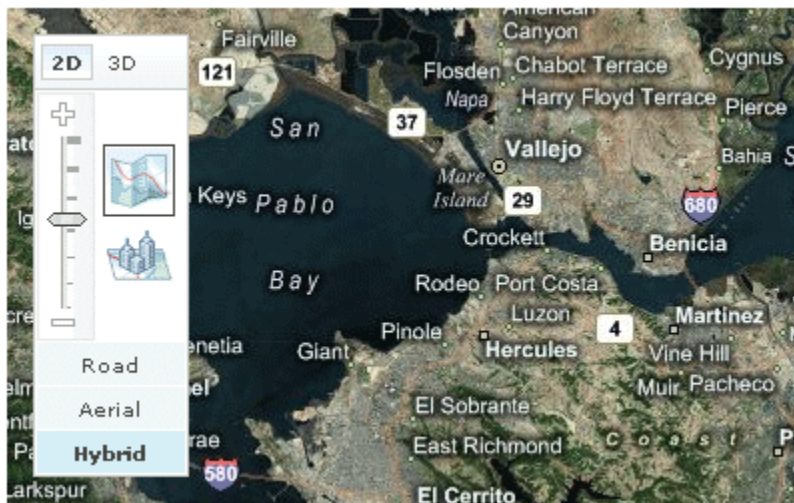 American
Canyon
Fairville
2D 3D
121
Flosden
Chabot Terrace
Cygnus
Napa
Harry Floyd Terrace
Pierce
San
37
Vallejo
Bahia
Mare
Island
Keys
Pablo
29
680
Crockett
Benicia
Bay
Rodeo
Port Costa
Luzon
4
Martinez
Pinole
Hercules
Giant
Vine Hill
Road
Muir
Pacheco
Aerial
El Sobrante
Coast
Hybrid
East Richmond
580
Larkspur
El Cerrito